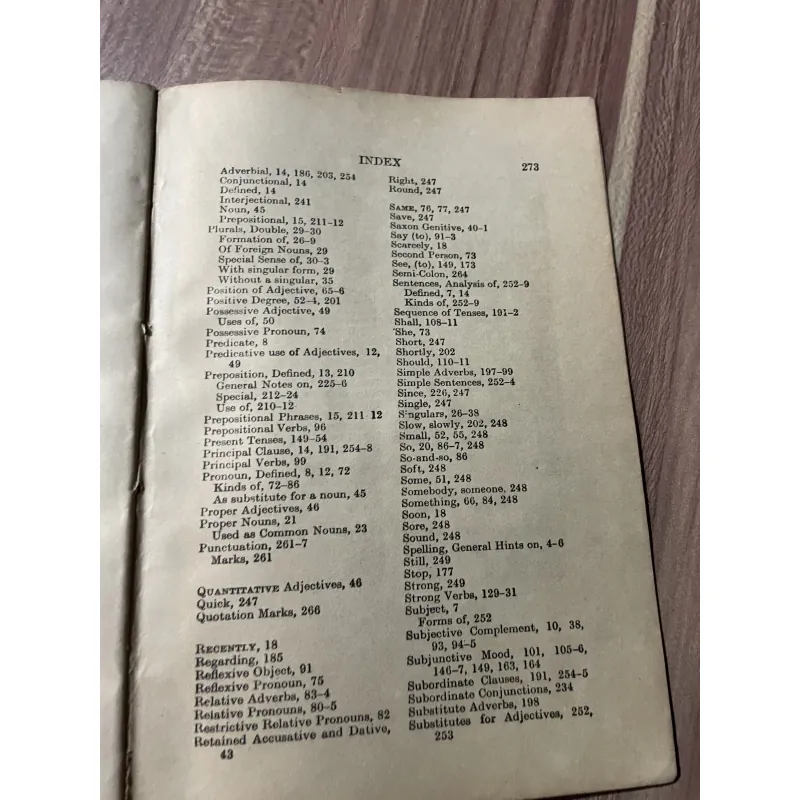 INDEX 273
Adverbial, 14, 186, 203, 254
Conjunctional, 14
Defined, 14
Interjectional, 241
Noun, 45
Prepositional, 15, 211-12
Plurals, Double, 29-30
Formation of, 26-9
Of Foreign Nouns, 29
Special Sense of, 30-3
With singular form, 29
Without a singular, 35
Position of Adjective, 65-6
Positive Degree, 52-4, 201
Possessive Adjective, 49
Uses of, 50
Possessive Pronoun, 74
Predicate, 8
Predicative use of Adjectives, 12,
49
Preposition, Defined, 13, 210
General Notes on, 225-6
Special, 212-24
Use of, 210-12
Prepositional Phrases, 15, 211 12
Prepositional Verbs, 96
Present Tenses, 149-54
Principal Clause, 14, 191, 254-8
Principal Verbs, 99
Pronoun, Defined, 8, 12, 72
Kinds of, 72-86
As substitute for a noun, 45
Proper Adjectives, 46
Proper Nouns, 21
Used as Common Nouns, 23
Punctuation, 261-7
Marks, 261
QUANTITATIVE Adjectives, 46
Quick, 247
Quotation Marks, 266
RECENTLY, 18
Regarding, 185
Reflexive Object, 91
Reflexive Pronoun, 75
Relative Adverbs, 83-4
Relative Pronouns, 80-5
Restrictive Relative Pronouns, 82
Retained Accusative and Dative,
43
Right, 247
Round, 247
SAME, 76, 77, 247
Save, 247
Saxon Genitive, 40-1
Say (to), 91-3
Scarcely, 18
Second Person, 73
See, (to), 149, 173
Semi-Colon, 264
Sentences, Analysis of, 252-9
Defined, 7, 14
Kinds of, 252-9
Sequence of Tenses, 191-2
Shall, 108-11
She, 73
Short, 247
Shortly, 202
Should, 110-11
Simple Adverbs, 197-99
Simple Sentences, 252-4
Since, 226, 247
Single, 247
Singulars, 26-38
Slow, slowly, 202, 248
Small, 52, 55, 248
So, 20, 86-7, 248
So-and-so, 86
Soft, 248
Some, 51, 248
Somebody, someone, 248
Something, 66, 84, 248
Soon, 18
Sore, 248
Sound, 248
Spelling, General Hints on, 4-6
Still, 249
Stop, 177
Strong, 249
Strong Verbs, 129-31
Subject, 7
Forms of, 252
Subjective Complement, 10, 38,
93, 94-5
Subjunctive Mood, 101, 105-6,
146-7, 149, 163, 164
Subordinate Clauses, 191, 254-5
Subordinate Conjunctions, 234
Substitute Adverbs, 198
Substitutes for Adjectives, 252,
253